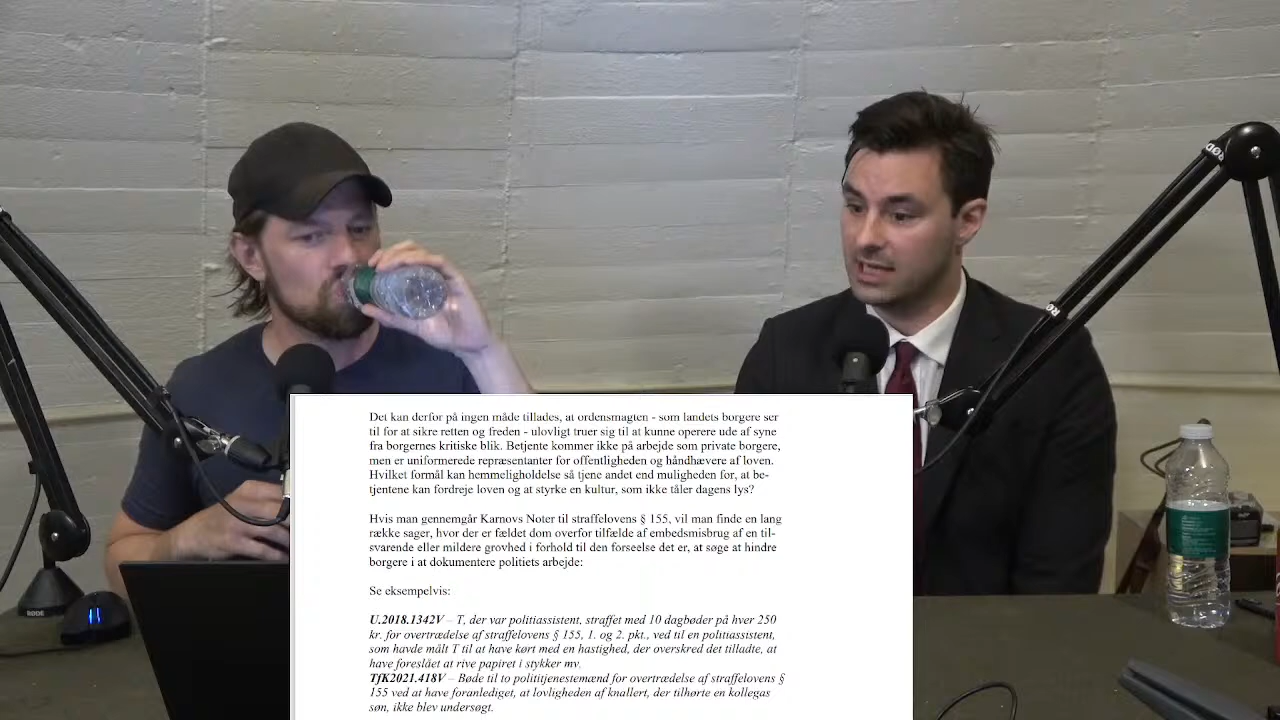 Det kan derfor på ingen måde tillades, at ordensmagten - som landets borgere ser
til for at sikre retten og freden - ulovligt truer sig til at kunne operere ude af syne
fra borgernes kritiske blik. Betjente kommer ikke på arbejde som private borgere,
men er uniformerede repræsentanter for offentligheden og håndhævere af loven.
Hvilket formål kan hemmeligholdelse så tjene andet end muligheden for, at be-
tjentene kan fordreje loven og at styrke en kultur, som ikke tåler dagens lys?
Hvis man gennemgår Karnovs Noter til straffelovens § 155, vil man finde en lang
række sager, hvor der er fældet dom overfor tilfælde af embedsmisbrug af en til-
svarende eller mildere grovhed i forhold til den forseelse det er, at søge at hindre
borgere i at dokumentere politiets arbejde:
Se eksempelvis:
U.2018.1342V – T, der var politiassistent, straffet med 10 dagbøder på hver 250
kr. for overtrædelse af straffelovens § 155, 1. og 2. pkt., ved til en politiassistent,
som havde målt T til at have kørt med en hastighed, der overskred det tilladte, at
have foreslået at rive papiret i stykker mv.
TfK2021.418V – Bøde til to polititjenestemænd for overtrædelse af straffelovens §
155 ved at have foranlediget, at lovligheden af knallert, der tilhørte en kollegas
søn, ikke blev undersøgt.
RØDE